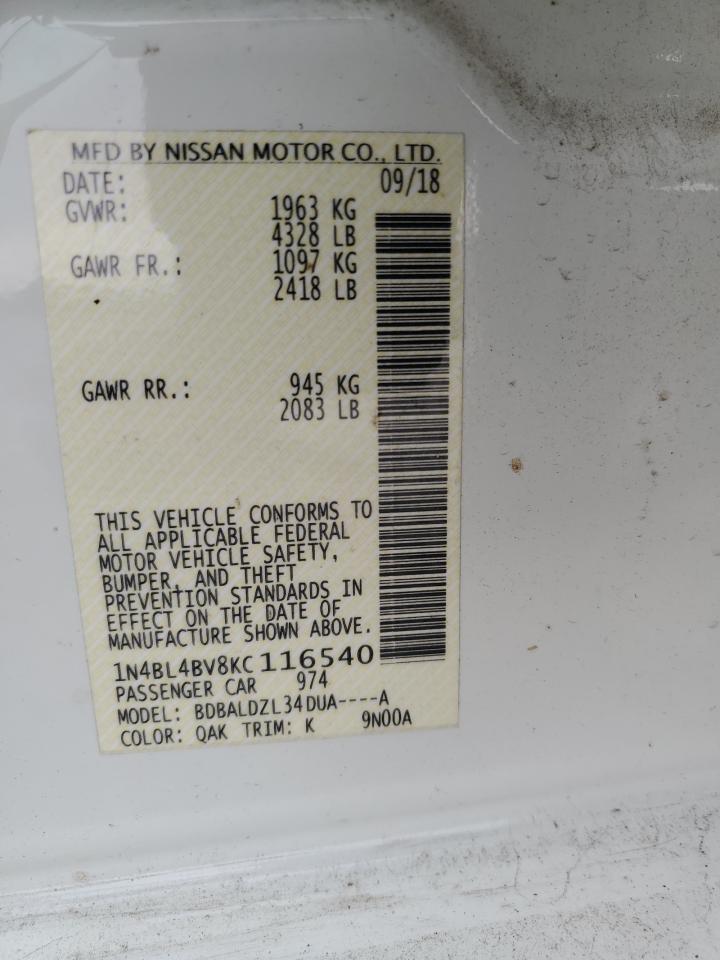 MFD BY NISSAN MOTOR CO., LTD.
DATE: 09/18
GVWR: 1963 KG
4328 LB
GAWR FR.: 1097 KG
2418 LB
GAWR RR.: 945 KG
2083 LB
THIS VEHICLE CONFORMS TO
ALL APPLICABLE FEDERAL
MOTOR VEHICLE SAFETY,
BUMPER, AND THEFT
PREVENTION STANDARDS IN
EFFECT ON THE DATE OF
MANUFACTURE SHOWN ABOVE.
1N4BL4BV8KC116540
PASSENGER CAR 974
MODEL: BDBALDZL34DUA----A
COLOR: QAK TRIM: K 9N00A